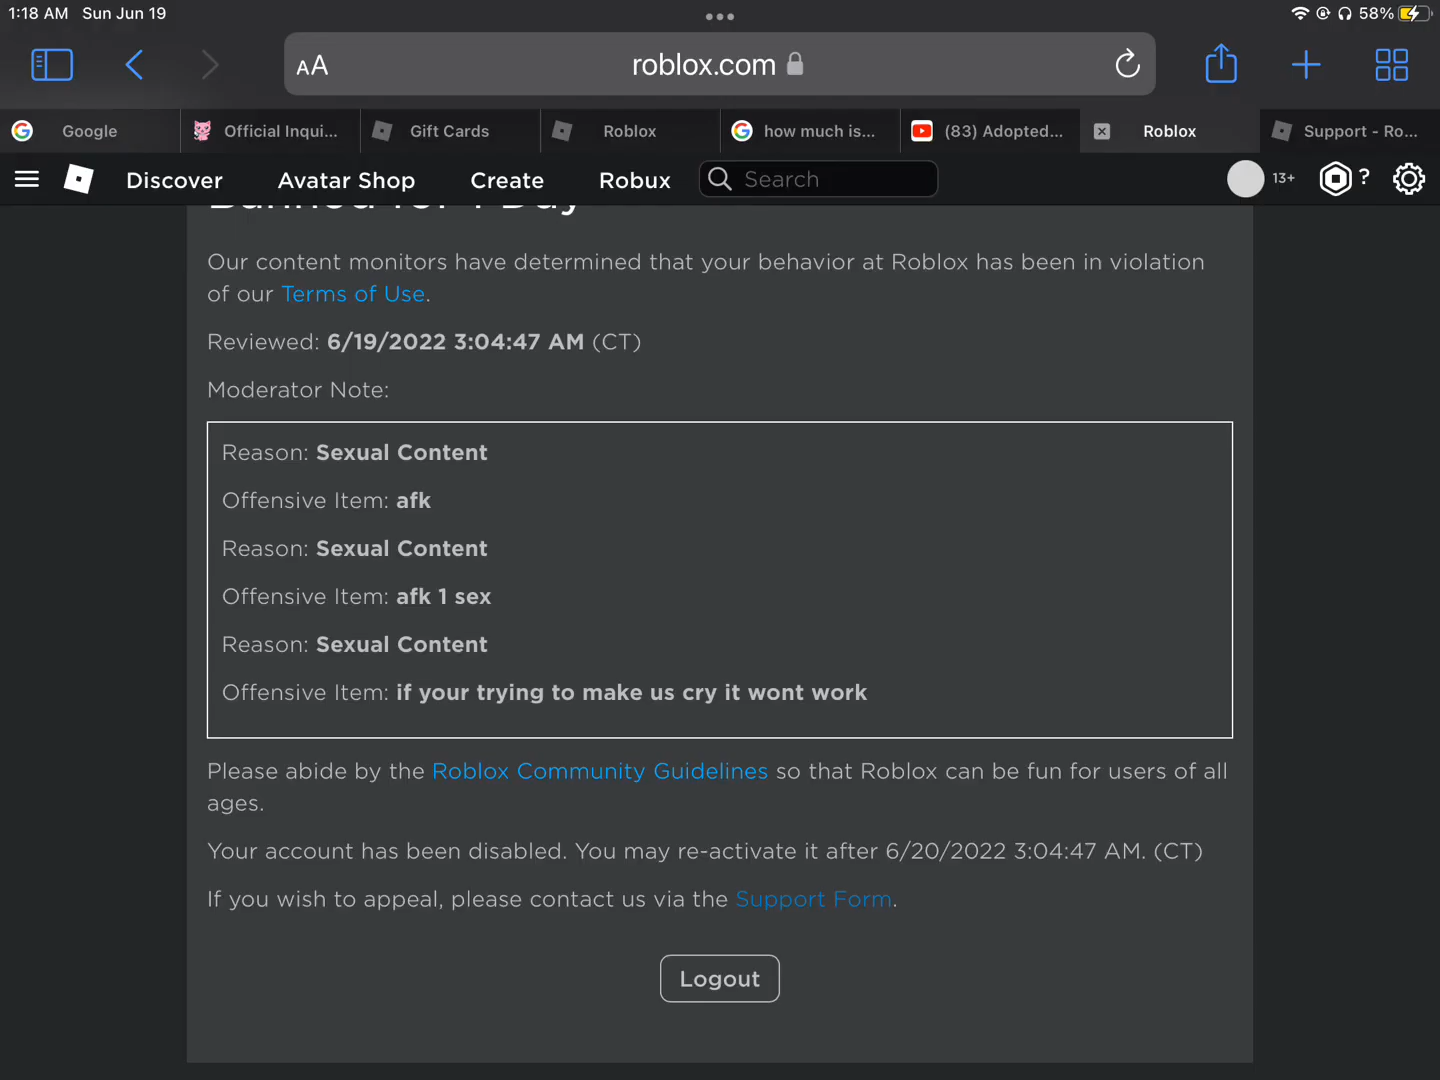 1:18 AM Sun Jun 19
58%
AA
roblox.com
Google
Official Inqui...
Gift Cards
Roblox
how much is...
(83) Adopted...
Roblox
Support - Ro...
Discover
Avatar Shop
Create
Robux
Search
13+
?
Banned for 1 Day
Our content monitors have determined that your behavior at Roblox has been in violation
of our Terms of Use.
Reviewed: 6/19/2022 3:04:47 AM (CT)
Moderator Note:
Reason: Sexual Content
Offensive Item: afk
Reason: Sexual Content
Offensive Item: afk 1 sex
Reason: Sexual Content
Offensive Item: if your trying to make us cry it wont work
Please abide by the Roblox Community Guidelines so that Roblox can be fun for users of all
ages.
Your account has been disabled. You may re-activate it after 6/20/2022 3:04:47 AM. (CT)
If you wish to appeal, please contact us via the Support Form.
Logout